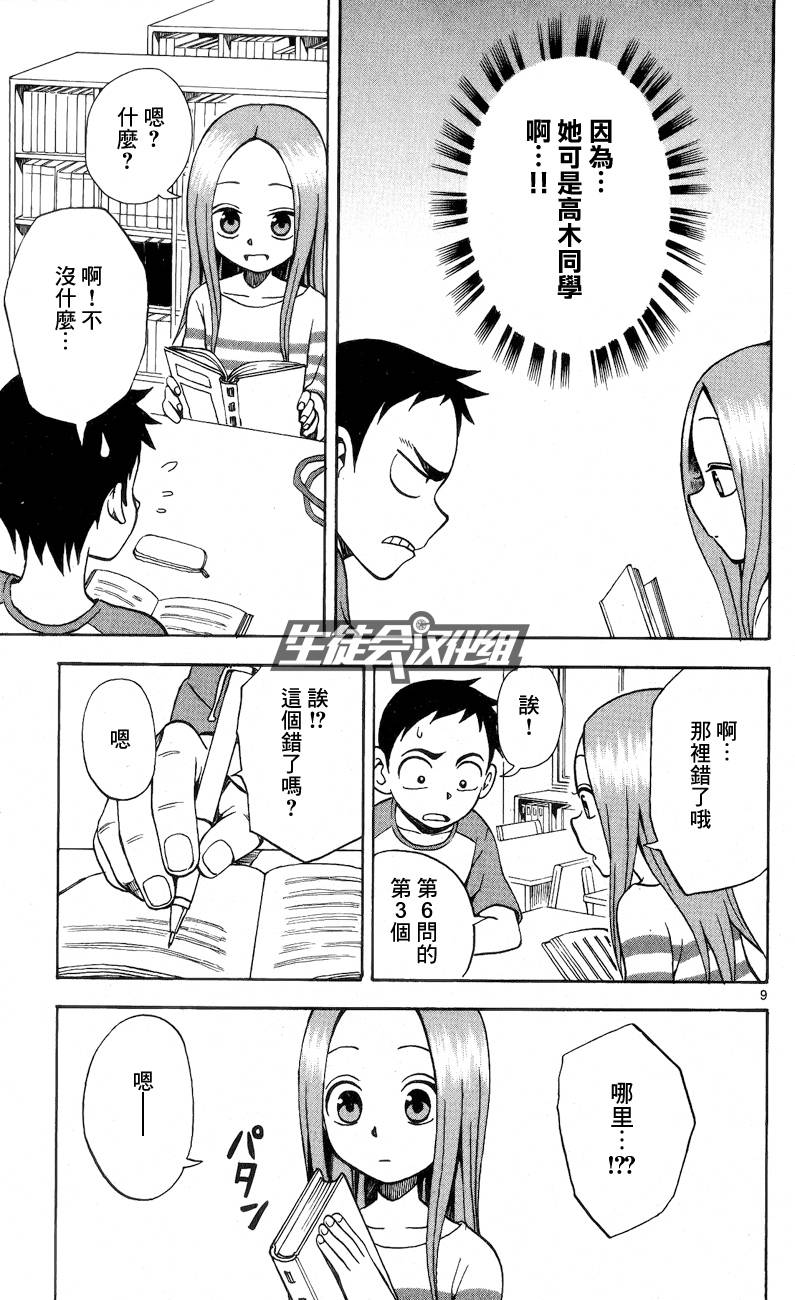 因為…
她可是高木同學
啊…!!
嗯?
什麼?
啊!不
沒什麼…
啊…
那裡錯了哦
誒!
第6問的
第3個
誒!?
這個錯了嗎?
嗯
生徒会汉化组
9
哪里…
!??
パタン
嗯——